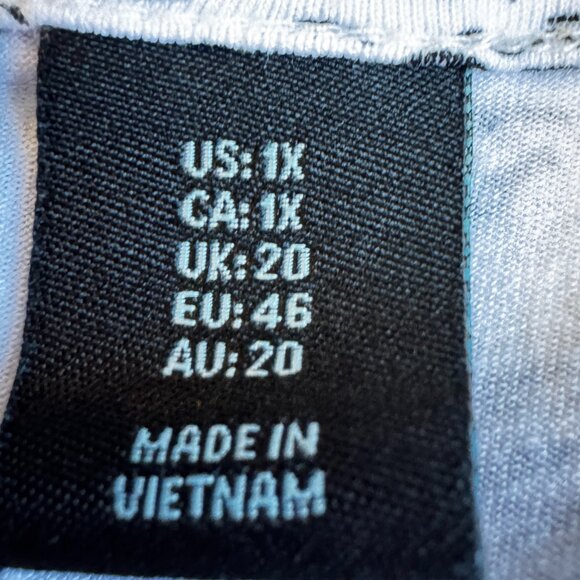 US: 1X
CA: 1X
UK: 20
EU: 46
AU: 20
MADE IN
VIETNAM